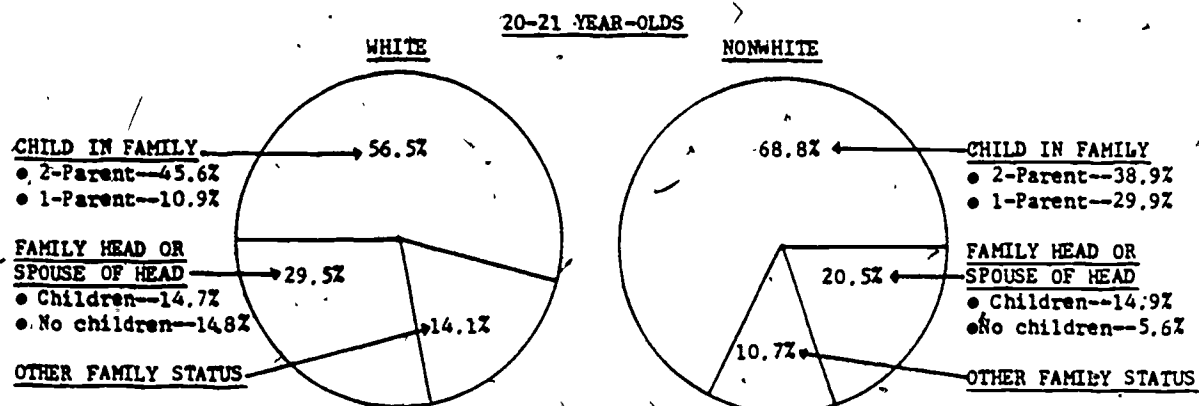 20-21 YEAR-OLDS
WHITE
NONWHITE
CHILD IN FAMILY
● 2-Parent--45.6%
● 1-Parent--10.9%
56.5%
FAMILY HEAD OR
SPOUSE OF HEAD
● Children--14.7%
● No children--14.8%
29.5%
14.1%
OTHER FAMILY STATUS
68.8%
CHILD IN FAMILY
● 2-Parent--38.9%
● 1-Parent--29.9%
20.5%
FAMILY HEAD OR
SPOUSE OF HEAD
● Children--14.9%
● No children--5.6%
10.7%
OTHER FAMILY STATUS